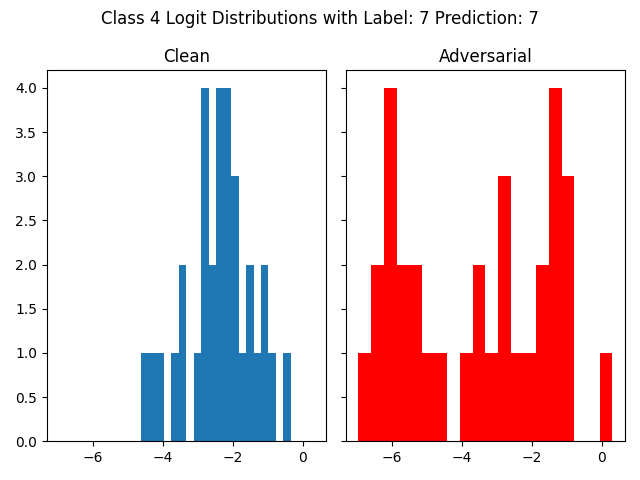 Class 4 Logit Distributions with Label: 7 Prediction: 7
Clean
Adversarial
4.0
3.5
3.0
2.5
2.0
1.5
1.0
0.5
0.0
−6 −4 −2 0
−6 −4 −2 0